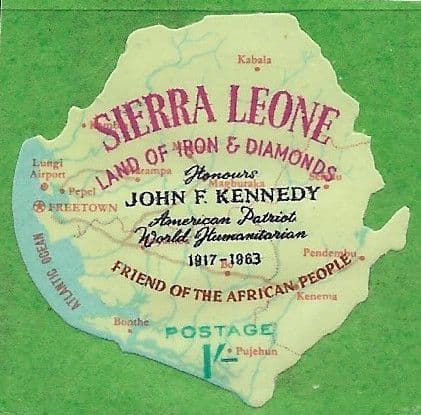 Kabala
SIERRA LEONE
LAND OF IRON & DIAMONDS
Lungi
Airport
Pepel
Magburaka
FREETOWN
Honours
JOHN F. KENNEDY
American Patriot
World Humanitarian
1917-1963
FRIEND OF THE AFRICAN PEOPLE
ATLANTIC OCEAN
Bo
Pendembu
Kenema
Bonthe
POSTAGE
1/-
Pujehun